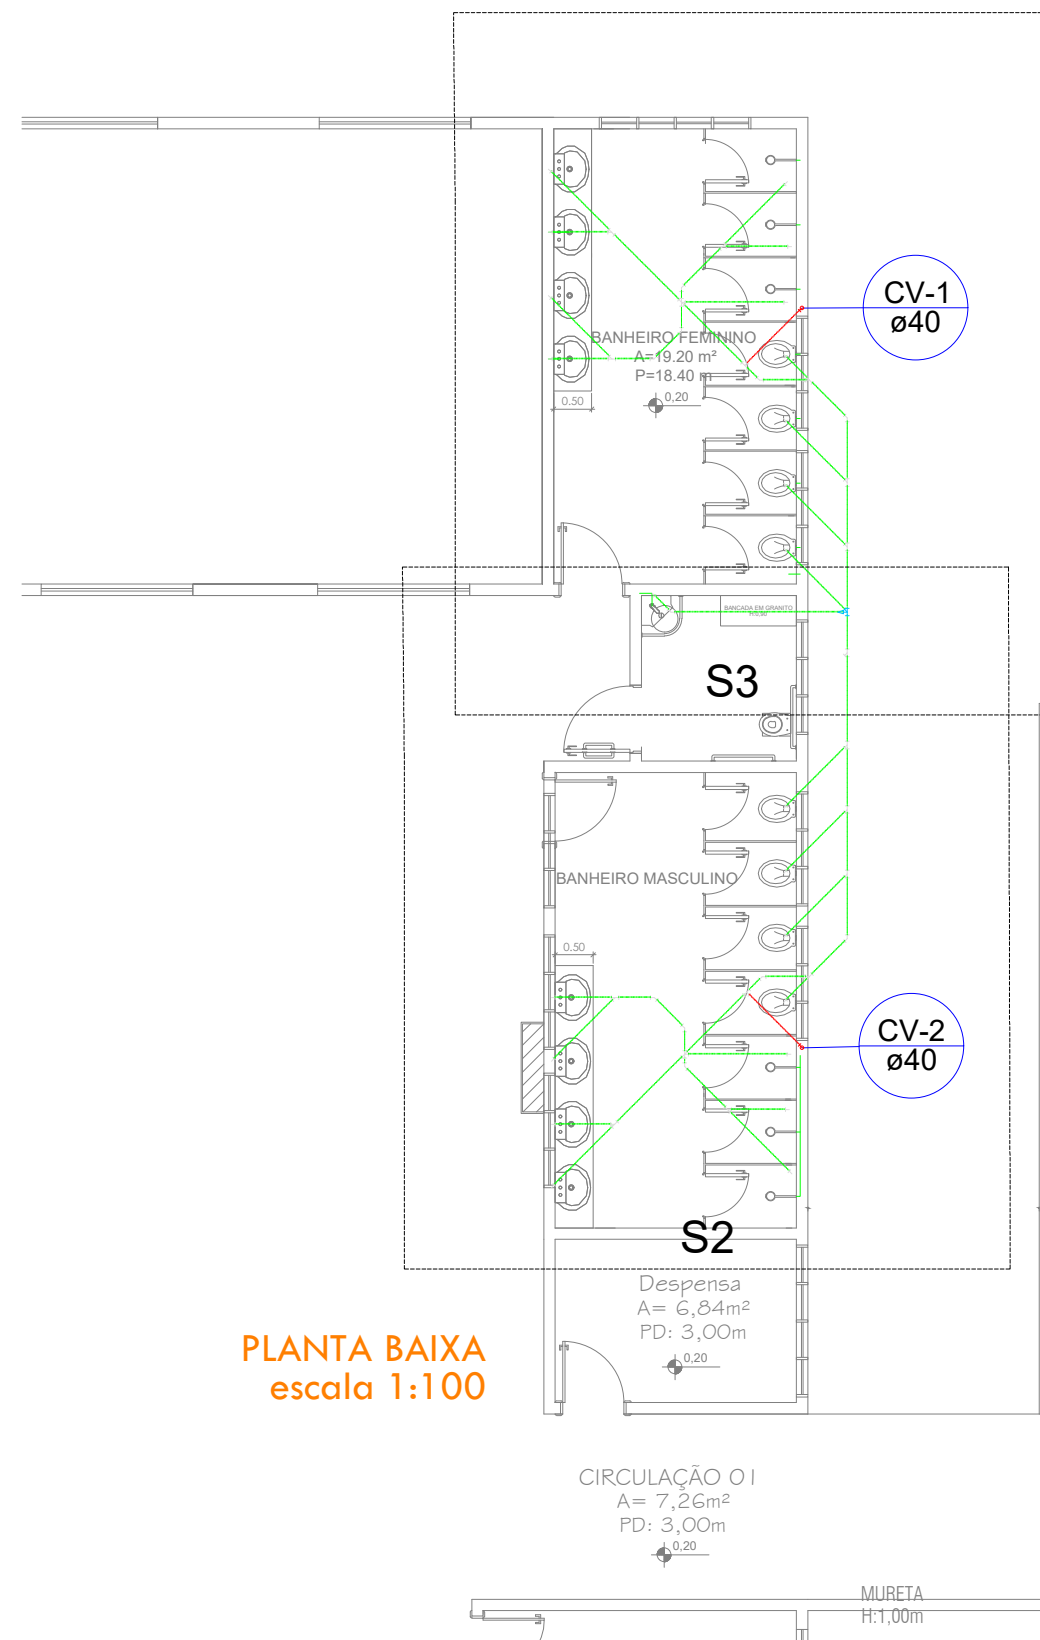 CV-1
ø40
BANHEIRO FEMININO
A=19.20 m²
P=18.40 m
0.50
0,20
BANCADA EM GRANITO
S3
BANHEIRO MASCULINO
0.50
CV-2
ø40
S2
Despensa
A= 6,84m²
PD: 3,00m
0,20
PLANTA BAIXA
escala 1:100
CIRCULAÇÃO 01
A= 7,26m²
PD: 3,00m
0,20
MURETA
H:1,00m